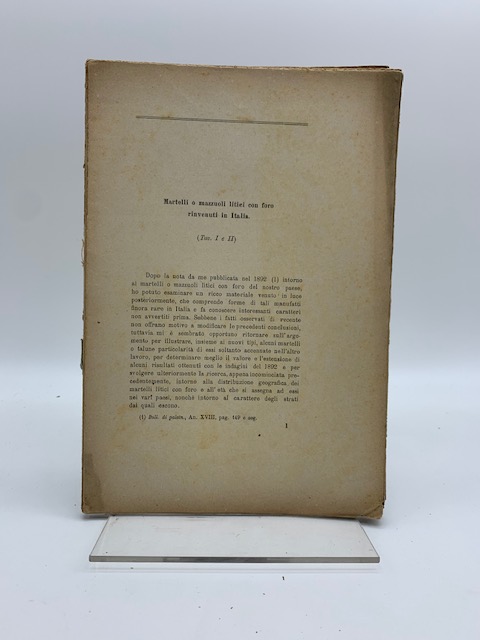 Martelli o mazzuoli litici con foro
rinvenuti in Italia.
(Tav. I e II)
Dopo la nota da me pubblicata nel 1892 (1) intorno
ai martelli o mazzuoli litici con foro del nostro paese,
ho potuto esaminare un ricco materiale venuto in luce
posteriormente, che comprende forme di tali manufatti
finora rare in Italia o fa conoscere interessanti caratteri
non avvertiti prima. Sebbene i fatti osservati di recente
non offrano motivo a modificare le precedenti conclusioni,
tuttavia mi è sembrato opportuno ritornare sull'argo-
mento per illustrare, insieme ai nuovi tipi, alcuni martelli
o talune particolarità di essi soltanto accennate nell'altro
lavoro, per determinare meglio il valore e l'estensione di
alcuni risultati ottenuti con le indagini del 1892 e per
svolgere ulteriormente la ricerca, appena incominciata pre-
cedentemente, intorno alla distribuzione geografica dei
martelli litici con foro e all'età che si assegna ad essi
nei varî paesi, nonchè intorno al carattere degli strati
dai quali escono.
(1) Bull. di paletn., An. XVIII, pag. 149 e seg.
1